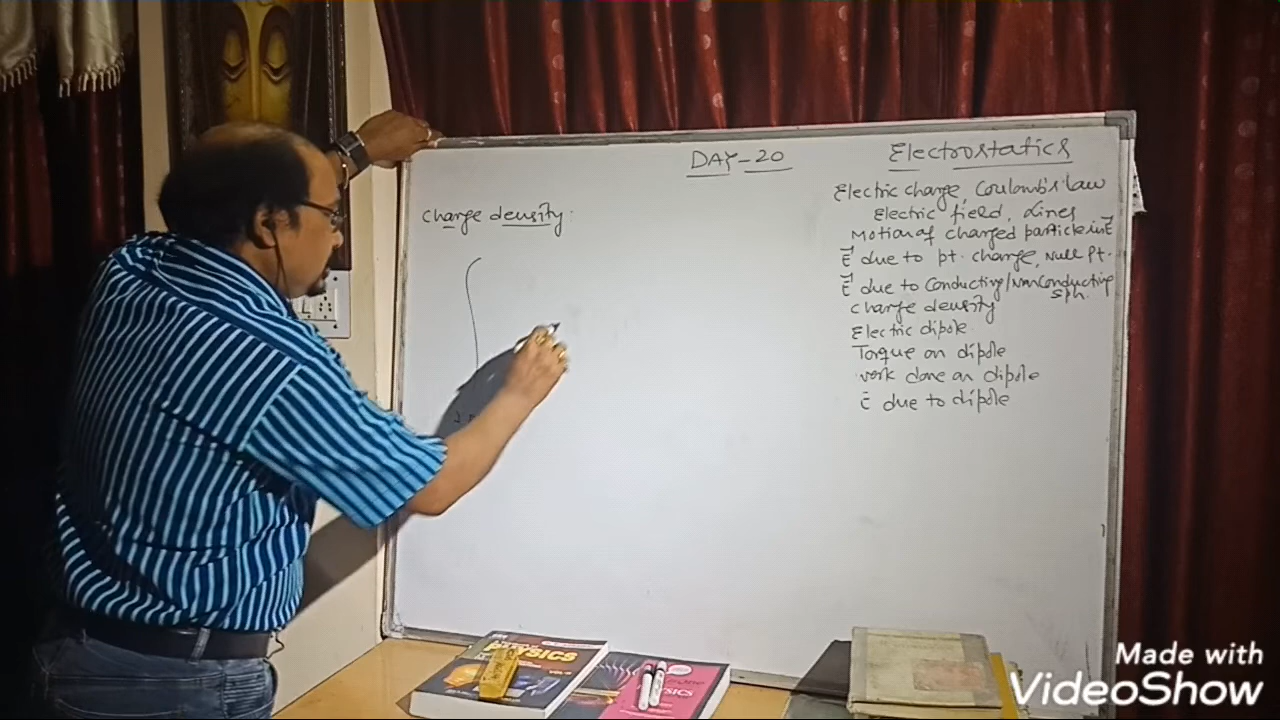 DAY-20
Electrostatics
Charge density:
Electric charge, Coulomb's law
Electric field, Lines
Motion of charged particle in E⃗
E⃗ due to pt. charge, Null Pt.
E⃗ due to Conducting/NonConducting
Sph.
Charge density
Electric dipole
Torque on dipole
work done on dipole
E⃗ due to dipole
PHYSICS
PHYSICS
Made with
VideoShow